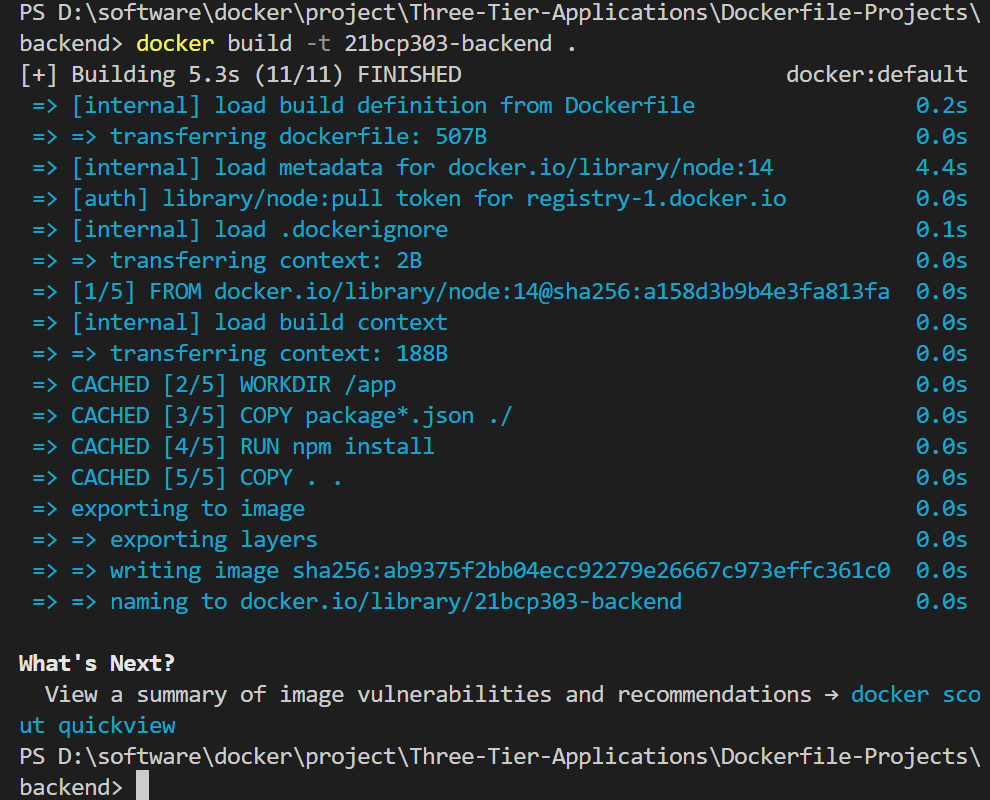 PS D:\software\docker\project\Three-Tier-Applications\Dockerfile-Projects\
backend> docker build -t 21bcp303-backend .
[+] Building 5.3s (11/11) FINISHED docker:default
=> [internal] load build definition from Dockerfile 0.2s
=> => transferring dockerfile: 507B 0.0s
=> [internal] load metadata for docker.io/library/node:14 4.4s
=> [auth] library/node:pull token for registry-1.docker.io 0.0s
=> [internal] load .dockerignore 0.1s
=> => transferring context: 2B 0.0s
=> [1/5] FROM docker.io/library/node:14@sha256:a158d3b9b4e3fa813fa 0.0s
=> [internal] load build context 0.0s
=> => transferring context: 188B 0.0s
=> CACHED [2/5] WORKDIR /app 0.0s
=> CACHED [3/5] COPY package*.json ./ 0.0s
=> CACHED [4/5] RUN npm install 0.0s
=> CACHED [5/5] COPY . . 0.0s
=> exporting to image 0.0s
=> => exporting layers 0.0s
=> => writing image sha256:ab9375f2bb04ecc92279e26667c973effc361c0 0.0s
=> => naming to docker.io/library/21bcp303-backend 0.0s
What's Next?
View a summary of image vulnerabilities and recommendations → docker sco
ut quickview
PS D:\software\docker\project\Three-Tier-Applications\Dockerfile-Projects\
backend>